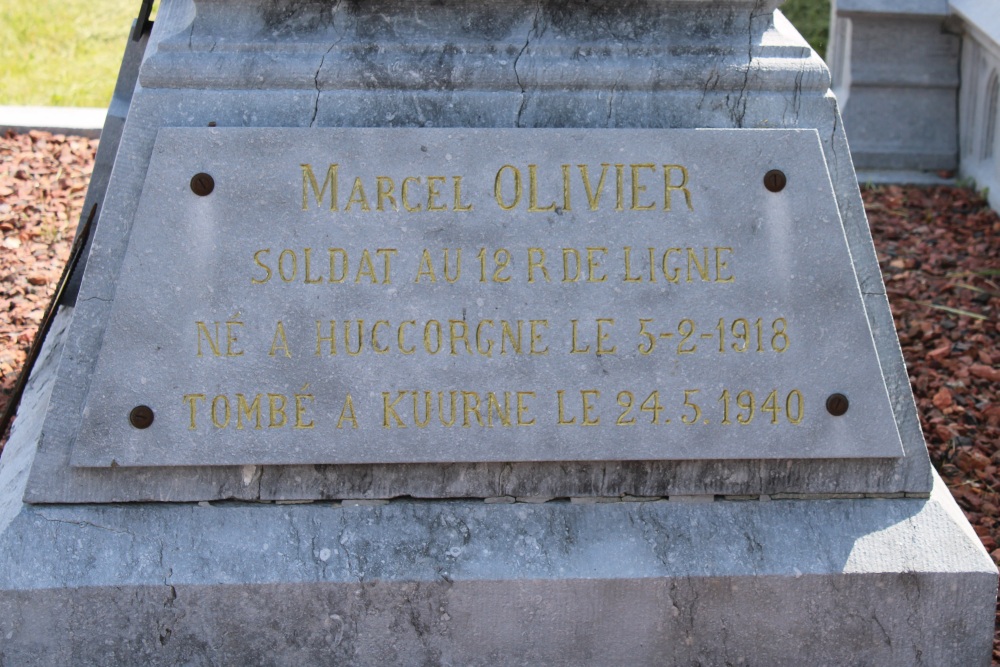 MARCEL OLIVIER
SOLDAT AU 12 R DE LIGNE
NÉ A HUCCORGNE LE 5-2-1918
TOMBÉ A KUURNE LE 24.5.1940